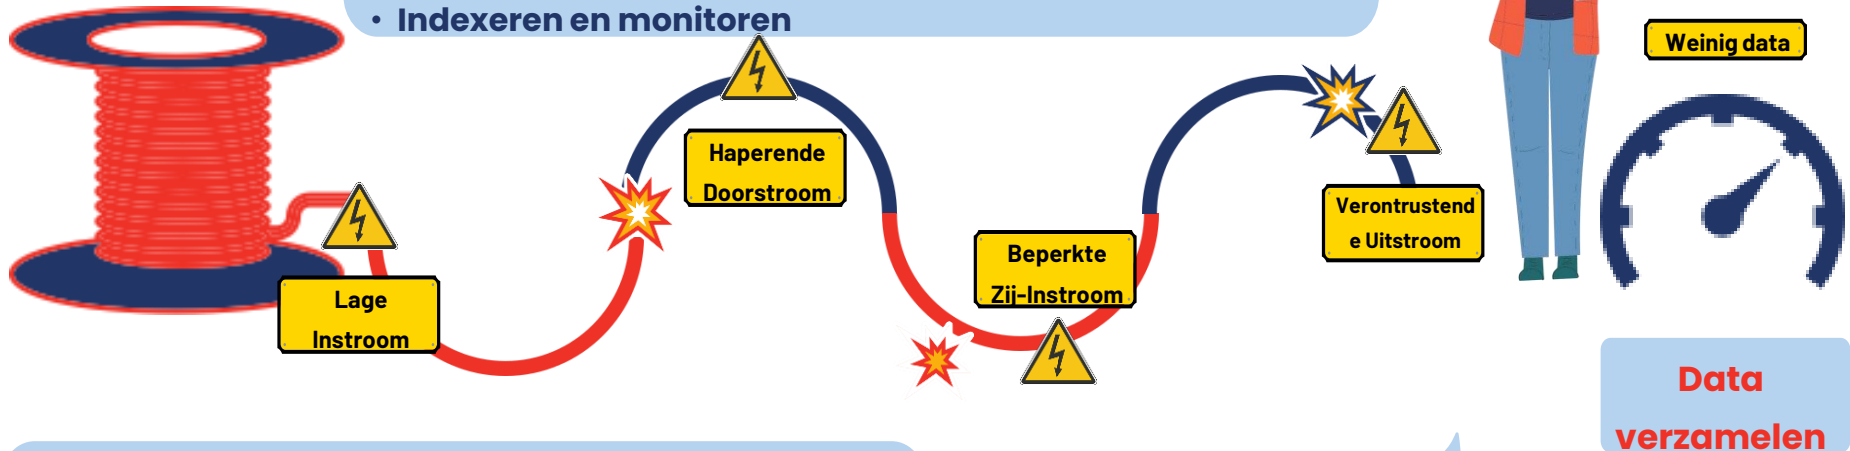 • Indexeren en monitoren
Weinig data
Haperende
Doorstroom
Verontrustend
e Uitstroom
Beperkte
Zij-Instroom
Lage
Instroom
Data
verzamelen